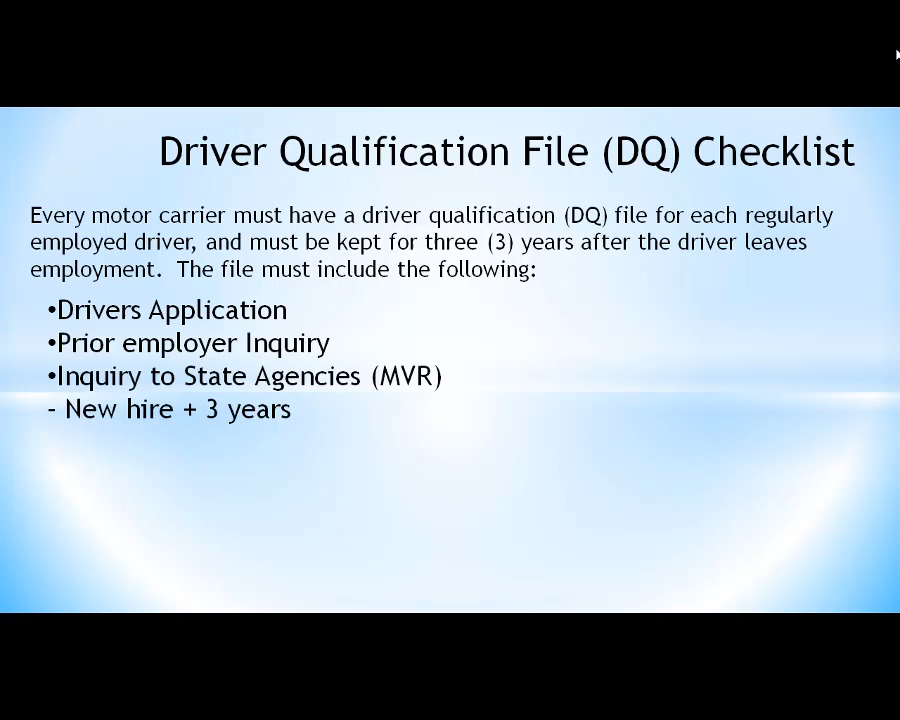 Driver Qualification File (DQ) Checklist
Every motor carrier must have a driver qualification (DQ) file for each regularly
employed driver, and must be kept for three (3) years after the driver leaves
employment.  The file must include the following:
•Drivers Application
•Prior employer Inquiry
•Inquiry to State Agencies (MVR)
– New hire + 3 years